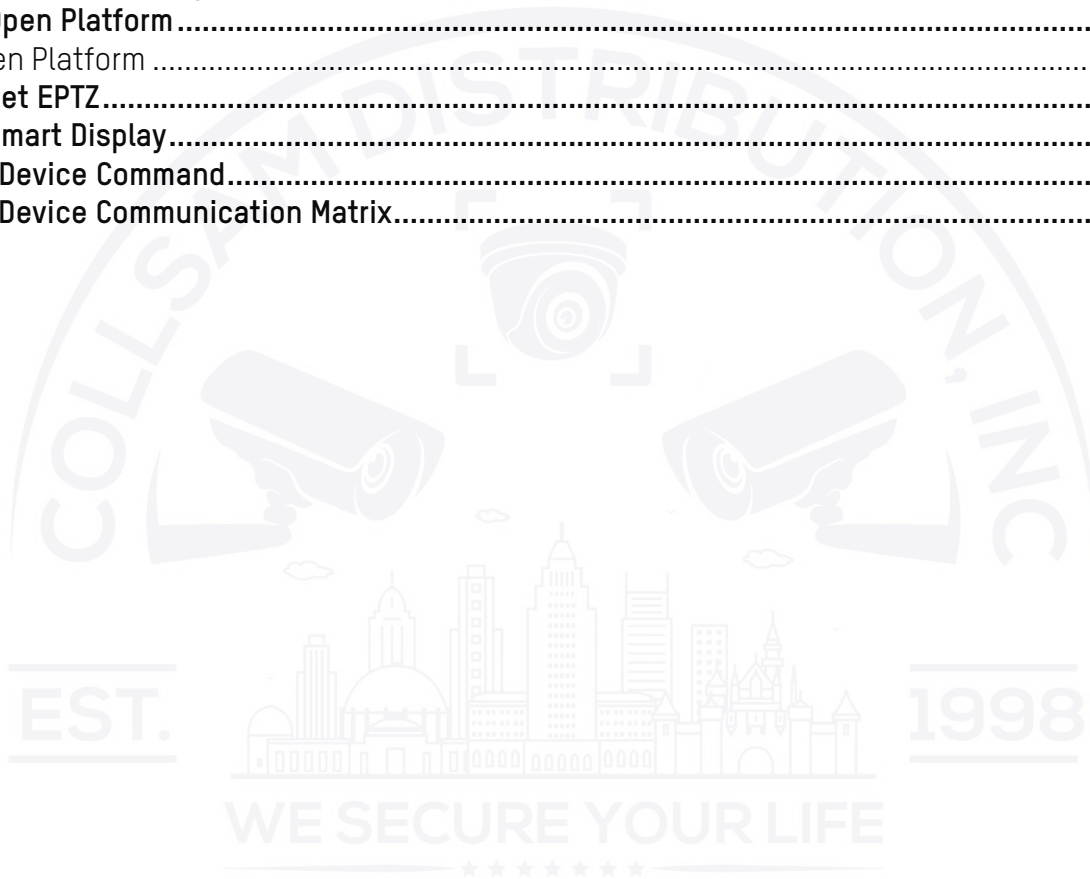 pen Platform ..........................................................................................................
en Platform ..........................................................................................................
et EPTZ..........................................................................................................
mart Display..........................................................................................................
Device Command..........................................................................................................
Device Communication Matrix..........................................................................................................
COLLSAM DISTRIBUTION, INC
EST.
1998
WE SECURE YOUR LIFE